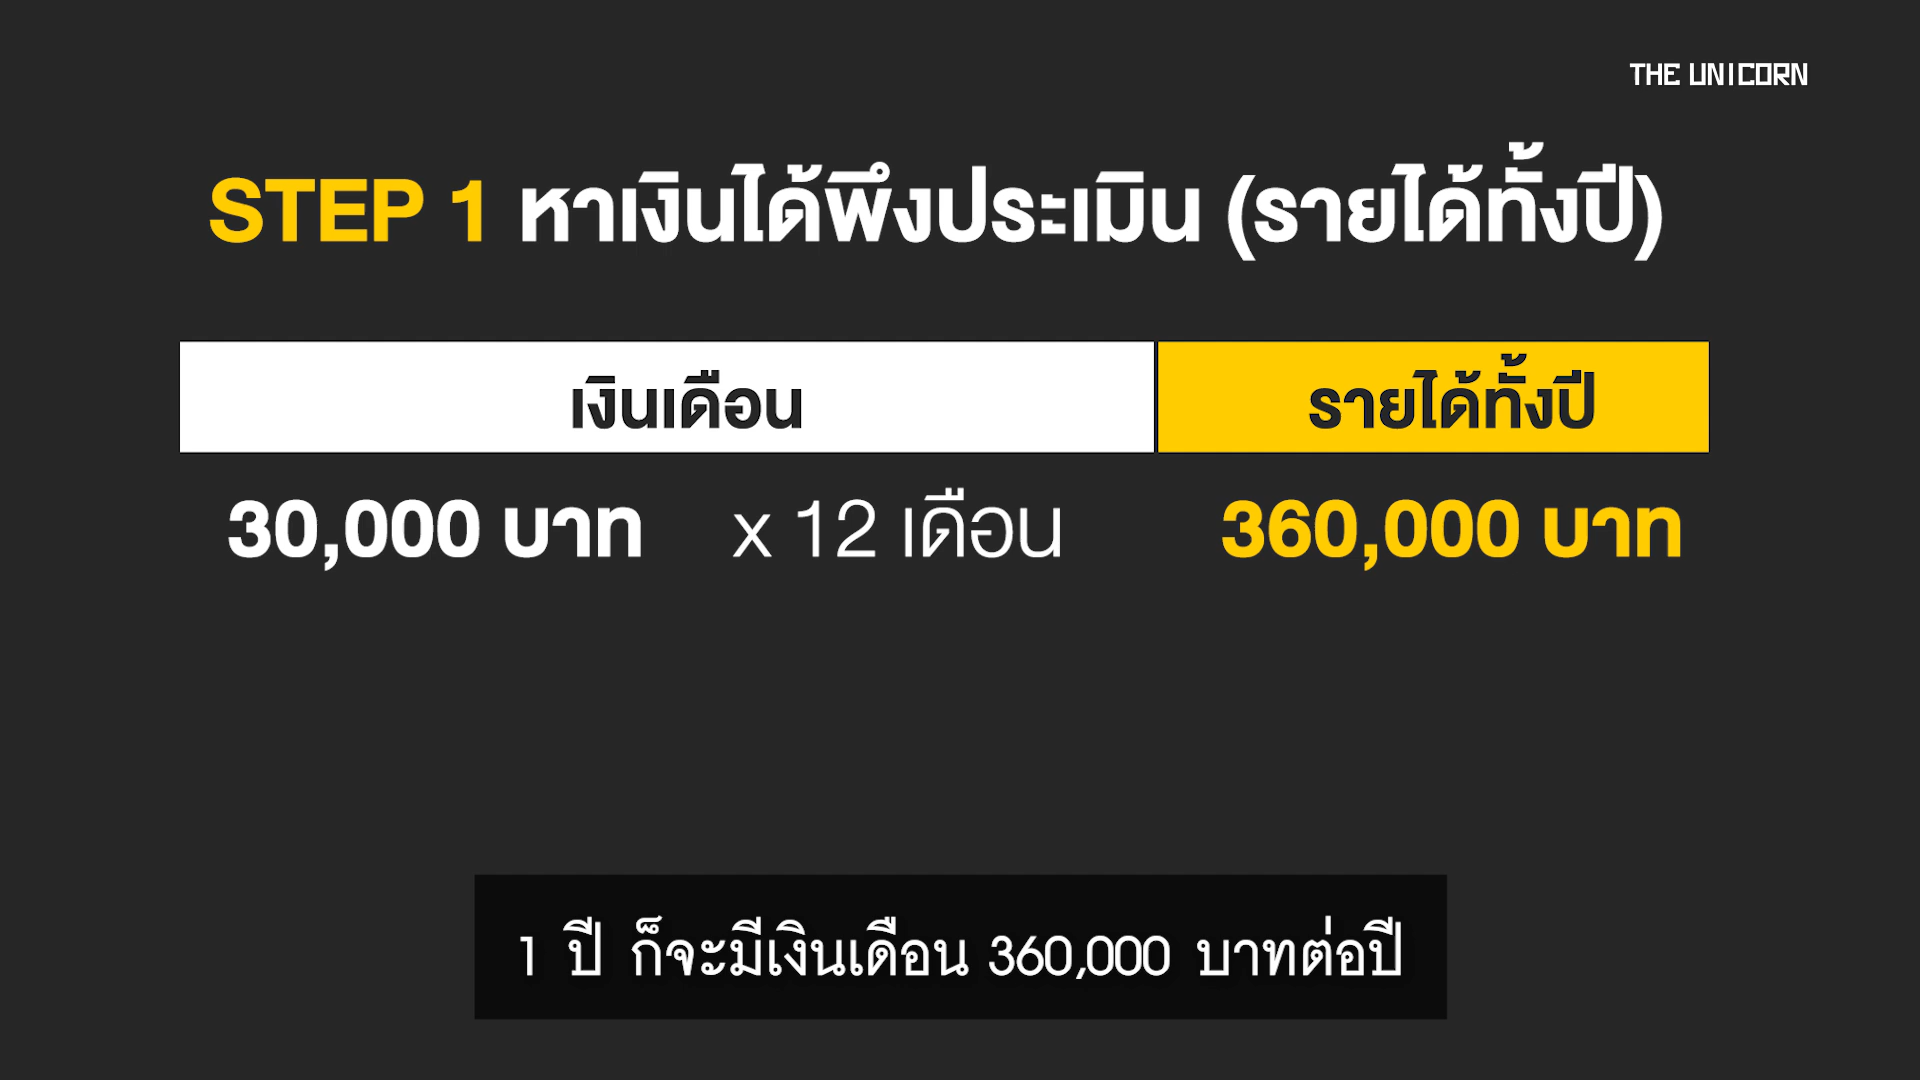 THE UNICORN
STEP 1 หาเงินได้พึงประเมิน (รายได้ทั้งปี)
เงินเดือน รายได้ทั้งปี
30,000 บาท x 12 เดือน 360,000 บาท
1 ปี ก็จะมีเงินเดือน 360,000 บาทต่อปี